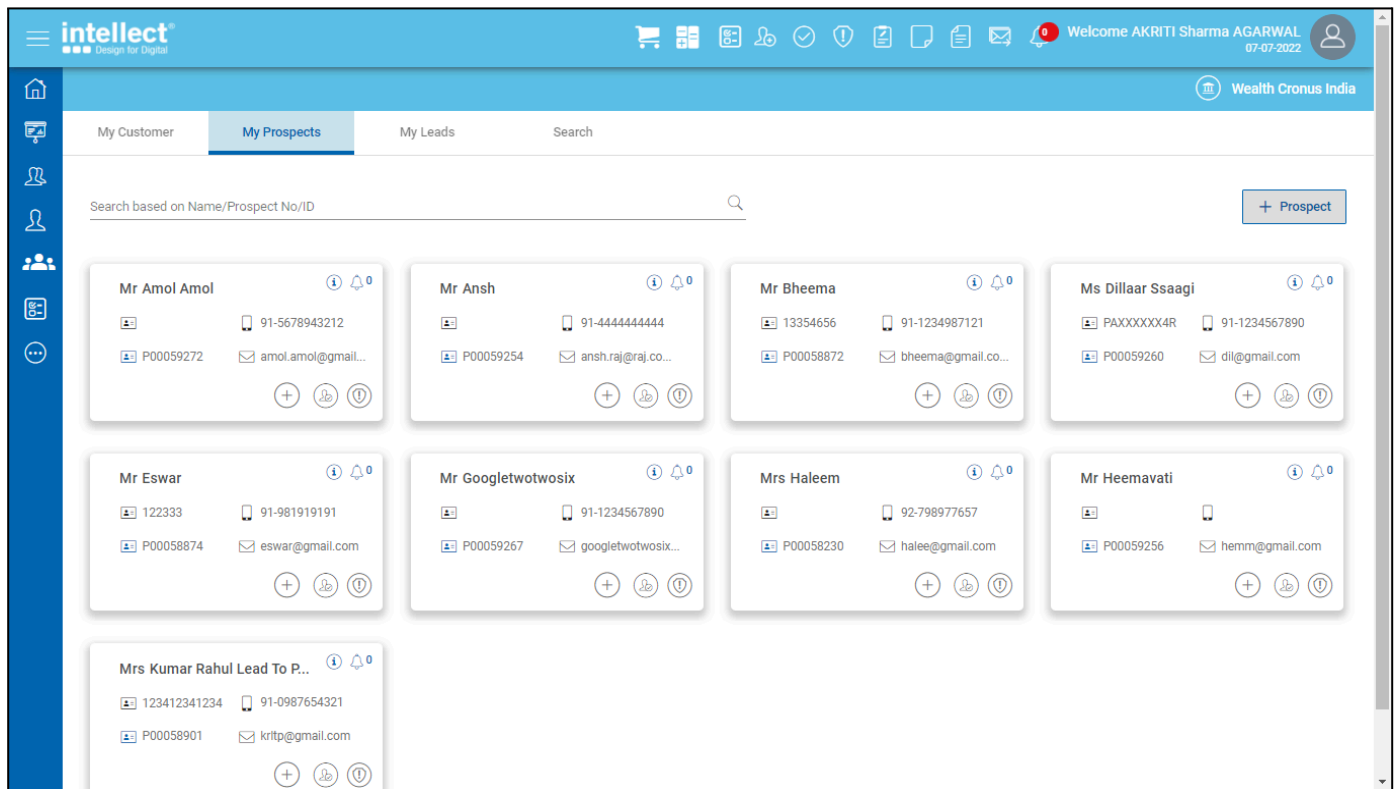 intellect®
Design for Digital
0
Welcome AKRITI Sharma AGARWAL
07-07-2022
Wealth Cronus India
My Customer My Prospects My Leads Search
Search based on Name/Prospect No/ID
+ Prospect
Mr Amol Amol 0
91-5678943212
P00059272 amol.amol@gmail...
Mr Ansh 0
91-4444444444
P00059254 ansh.raj@raj.co...
Mr Bheema 0
13354656 91-1234987121
P00058872 bheema@gmail.co...
Ms Dillaar Ssaagi 0
PAXXXXXX4R 91-1234567890
P00059260 dil@gmail.com
Mr Eswar 0
122333 91-981919191
P00058874 eswar@gmail.com
Mr Googletwotwosix 0
91-1234567890
P00059267 googletwotwosix...
Mrs Haleem 0
92-798977657
P00058230 halee@gmail.com
Mr Heemavati 0
P00059256 hemm@gmail.com
Mrs Kumar Rahul Lead To P... 0
123412341234 91-0987654321
P00058901 krltp@gmail.com